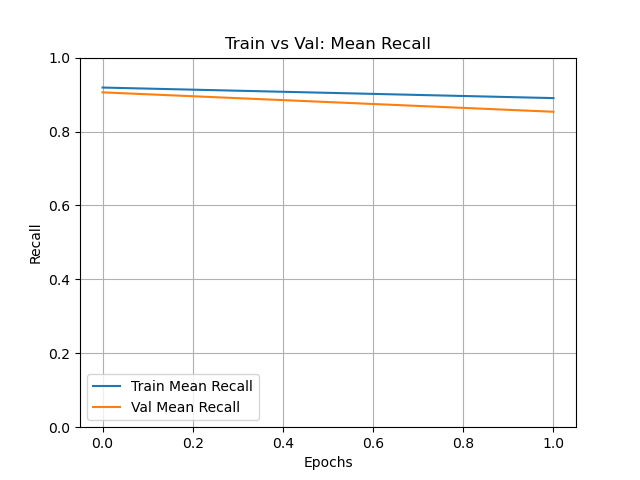 Train vs Val: Mean Recall
Recall
1.0
0.8
0.6
0.4
0.2
0.0
Train Mean Recall
Val Mean Recall
0.0 0.2 0.4 0.6 0.8 1.0
Epochs